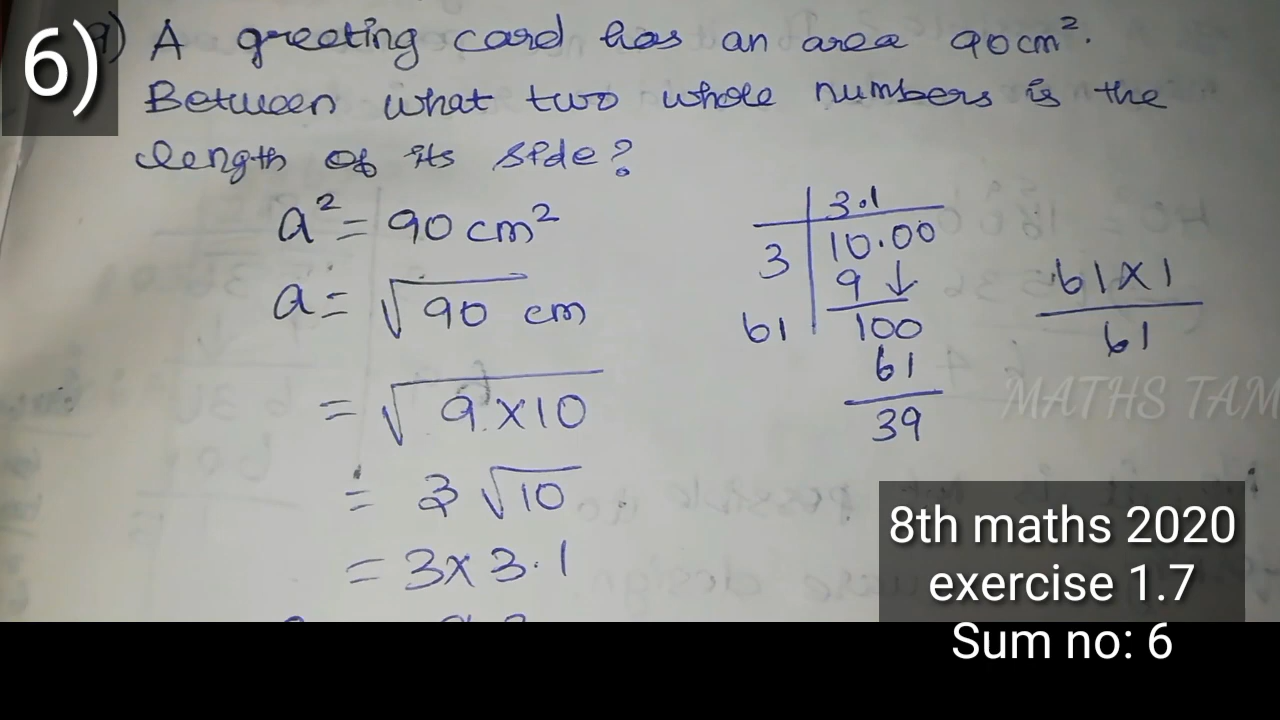 6)
9) A greeting card has an area 90cm².
Between what two whole numbers is the
length of its side?
a² = 90 cm²
a = √90 cm
= √9×10
= 3 √10
= 3×3.1
3.1
3 10.00
9 ↓
61 100
61
39
61×1
61
MATHS TAM
8th maths 2020
exercise 1.7
Sum no: 6